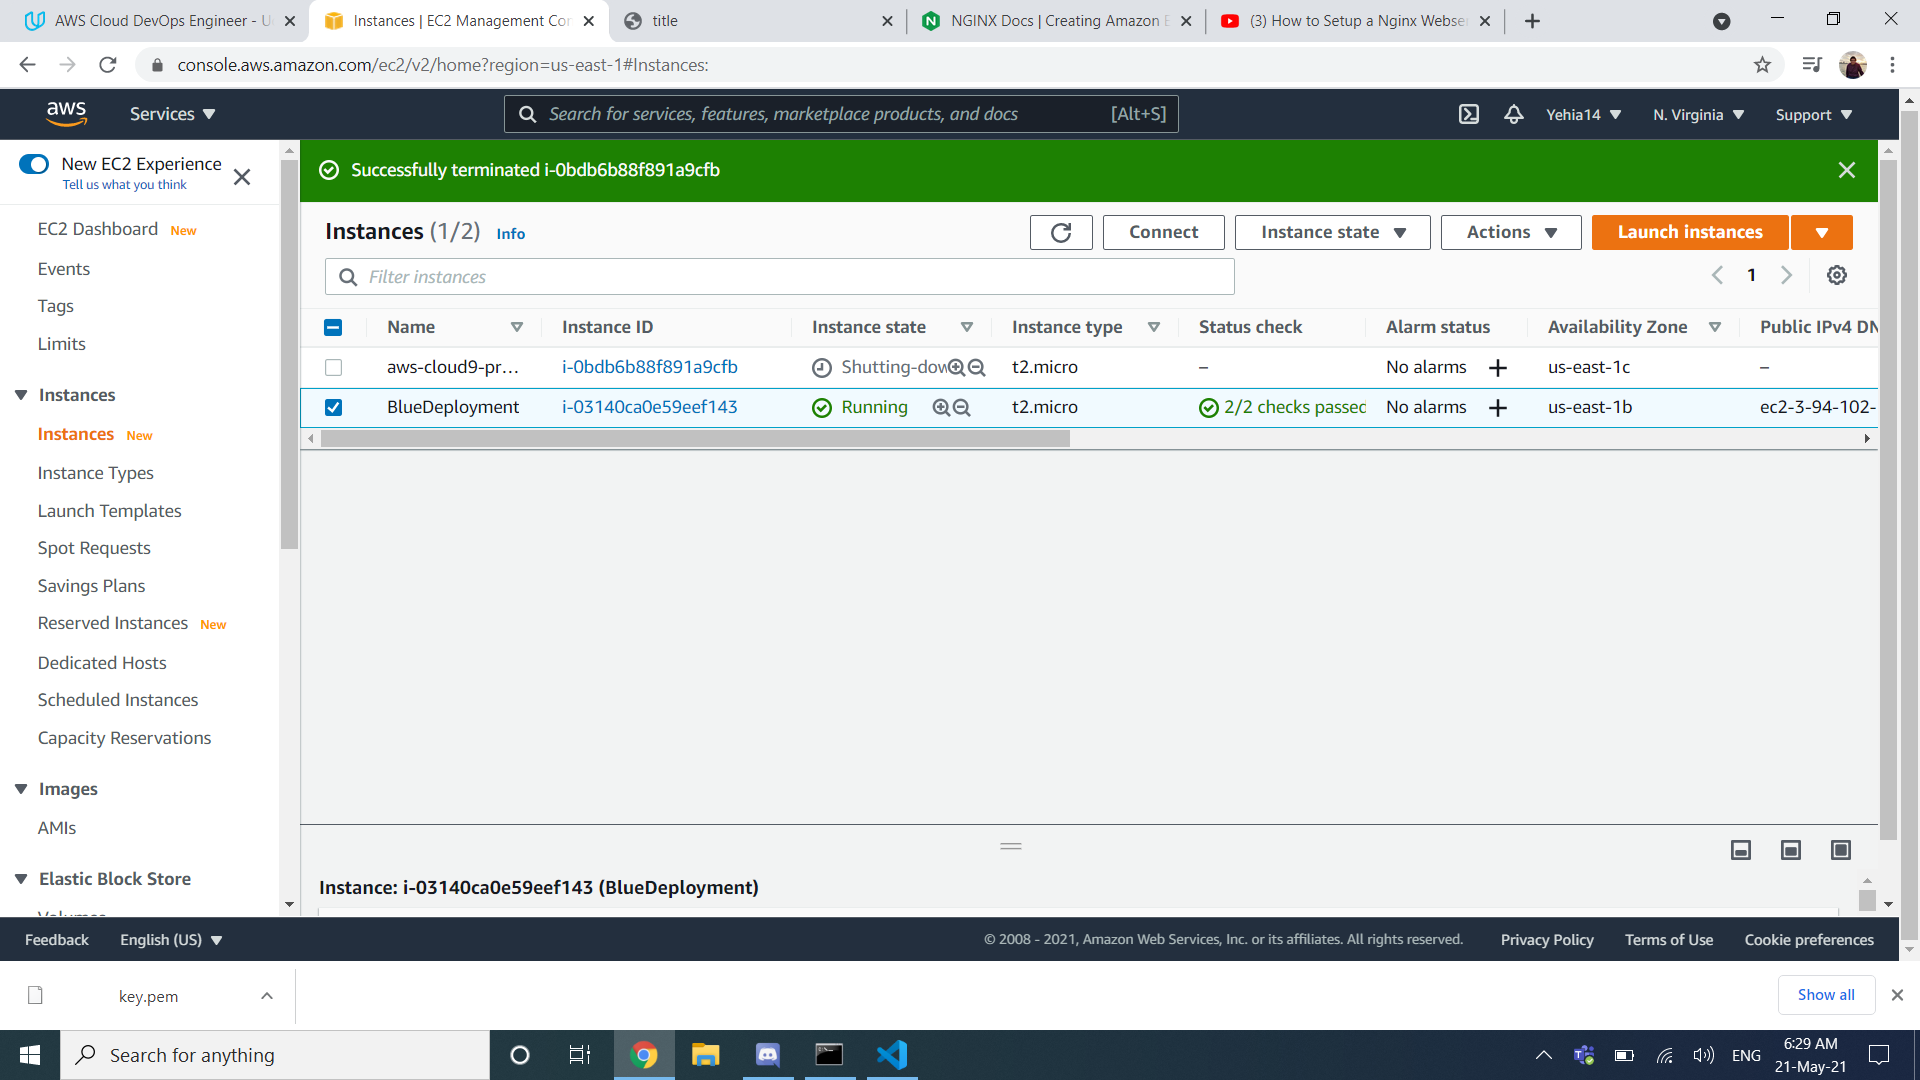 AWS Cloud DevOps Engineer - U
Instances | EC2 Management Con
title
NGINX Docs | Creating Amazon E
(3) How to Setup a Nginx Webser
console.aws.amazon.com/ec2/v2/home?region=us-east-1#Instances:
aws
Services
Search for services, features, marketplace products, and docs
[Alt+S]
Yehia14
N. Virginia
Support
New EC2 Experience
Tell us what you think
EC2 Dashboard New
Events
Tags
Limits
Instances
Instances New
Instance Types
Launch Templates
Spot Requests
Savings Plans
Reserved Instances New
Dedicated Hosts
Scheduled Instances
Capacity Reservations
Images
AMIs
Elastic Block Store
Volumes
Successfully terminated i-0bdb6b88f891a9cfb
Instances (1/2) Info
Connect
Instance state
Actions
Launch instances
Filter instances
1
Name Instance ID Instance state Instance type Status check Alarm status Availability Zone Public IPv4 DN
aws-cloud9-pr... i-0bdb6b88f891a9cfb Shutting-dow t2.micro – No alarms + us-east-1c –
BlueDeployment i-03140ca0e59eef143 Running t2.micro 2/2 checks passed No alarms + us-east-1b ec2-3-94-102-
Instance: i-03140ca0e59eef143 (BlueDeployment)
Feedback
English (US)
© 2008 - 2021, Amazon Web Services, Inc. or its affiliates. All rights reserved.
Privacy Policy
Terms of Use
Cookie preferences
key.pem
Show all
Search for anything
ENG
6:29 AM
21-May-21